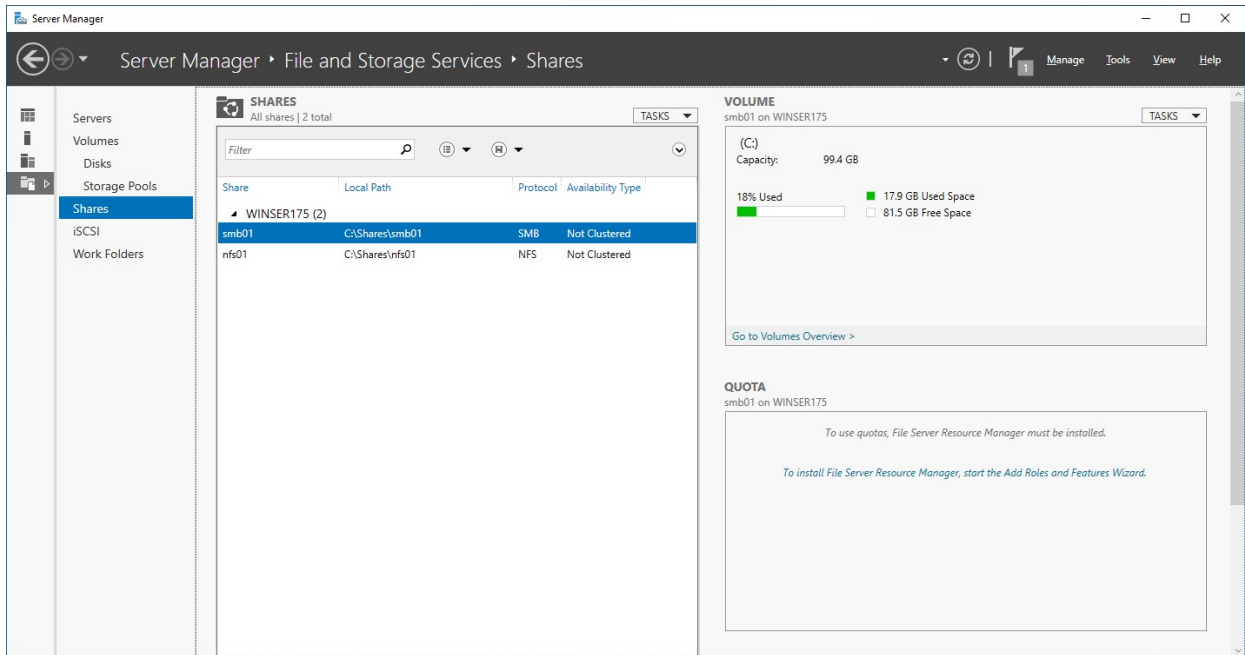 Server Manager
Server Manager ‣ File and Storage Services ‣ Shares
1
Manage Tools View Help
Servers
Volumes
Disks
Storage Pools
Shares
iSCSI
Work Folders
SHARES
All shares | 2 total
TASKS
Filter
Share Local Path Protocol Availability Type
WINSER175 (2)
smb01 C:\Shares\smb01 SMB Not Clustered
nfs01 C:\Shares\nfs01 NFS Not Clustered
VOLUME
smb01 on WINSER175
TASKS
(C:)
Capacity: 99.4 GB
18% Used
17.9 GB Used Space
81.5 GB Free Space
Go to Volumes Overview >
QUOTA
smb01 on WINSER175
To use quotas, File Server Resource Manager must be installed.
To install File Server Resource Manager, start the Add Roles and Features Wizard.